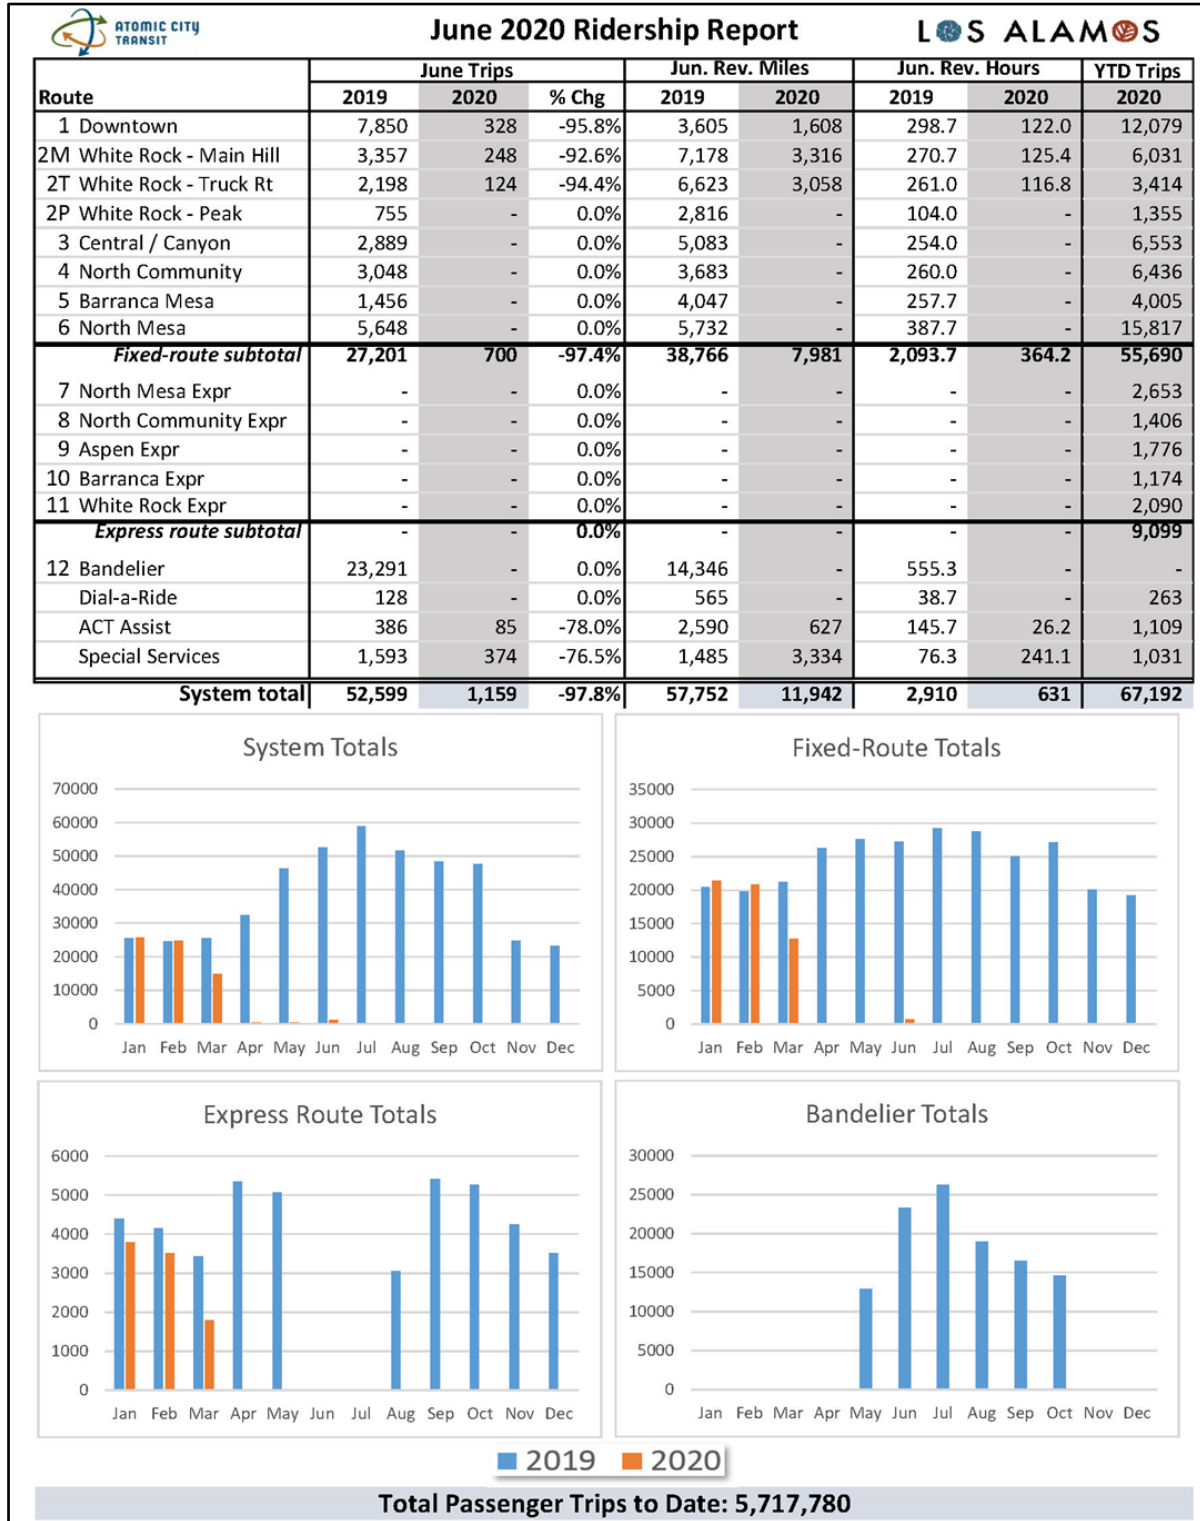 ATOMIC CITY
TRANSIT
June 2020 Ridership Report
LOS ALAMOS
June Trips Jun. Rev. Miles Jun. Rev. Hours YTD Trips
Route 2019 2020 % Chg 2019 2020 2019 2020 2020
1 Downtown 7,850 328 -95.8% 3,605 1,608 298.7 122.0 12,079
2M White Rock - Main Hill 3,357 248 -92.6% 7,178 3,316 270.7 125.4 6,031
2T White Rock - Truck Rt 2,198 124 -94.4% 6,623 3,058 261.0 116.8 3,414
2P White Rock - Peak 755 - 0.0% 2,816 - 104.0 - 1,355
3 Central / Canyon 2,889 - 0.0% 5,083 - 254.0 - 6,553
4 North Community 3,048 - 0.0% 3,683 - 260.0 - 6,436
5 Barranca Mesa 1,456 - 0.0% 4,047 - 257.7 - 4,005
6 North Mesa 5,648 - 0.0% 5,732 - 387.7 - 15,817
Fixed-route subtotal 27,201 700 -97.4% 38,766 7,981 2,093.7 364.2 55,690
7 North Mesa Expr - - 0.0% - - - - 2,653
8 North Community Expr - - 0.0% - - - - 1,406
9 Aspen Expr - - 0.0% - - - - 1,776
10 Barranca Expr - - 0.0% - - - - 1,174
11 White Rock Expr - - 0.0% - - - - 2,090
Express route subtotal - - 0.0% - - - - 9,099
12 Bandelier 23,291 - 0.0% 14,346 - 555.3 - -
Dial-a-Ride 128 - 0.0% 565 - 38.7 - 263
ACT Assist 386 85 -78.0% 2,590 627 145.7 26.2 1,109
Special Services 1,593 374 -76.5% 1,485 3,334 76.3 241.1 1,031
System total 52,599 1,159 -97.8% 57,752 11,942 2,910 631 67,192
System Totals
70000
60000
50000
40000
30000
20000
10000
0
Jan Feb Mar Apr May Jun Jul Aug Sep Oct Nov Dec
Fixed-Route Totals
35000
30000
25000
20000
15000
10000
5000
0
Jan Feb Mar Apr May Jun Jul Aug Sep Oct Nov Dec
Express Route Totals
6000
5000
4000
3000
2000
1000
0
Jan Feb Mar Apr May Jun Jul Aug Sep Oct Nov Dec
Bandelier Totals
30000
25000
20000
15000
10000
5000
0
Jan Feb Mar Apr May Jun Jul Aug Sep Oct Nov Dec
2019 2020
Total Passenger Trips to Date: 5,717,780